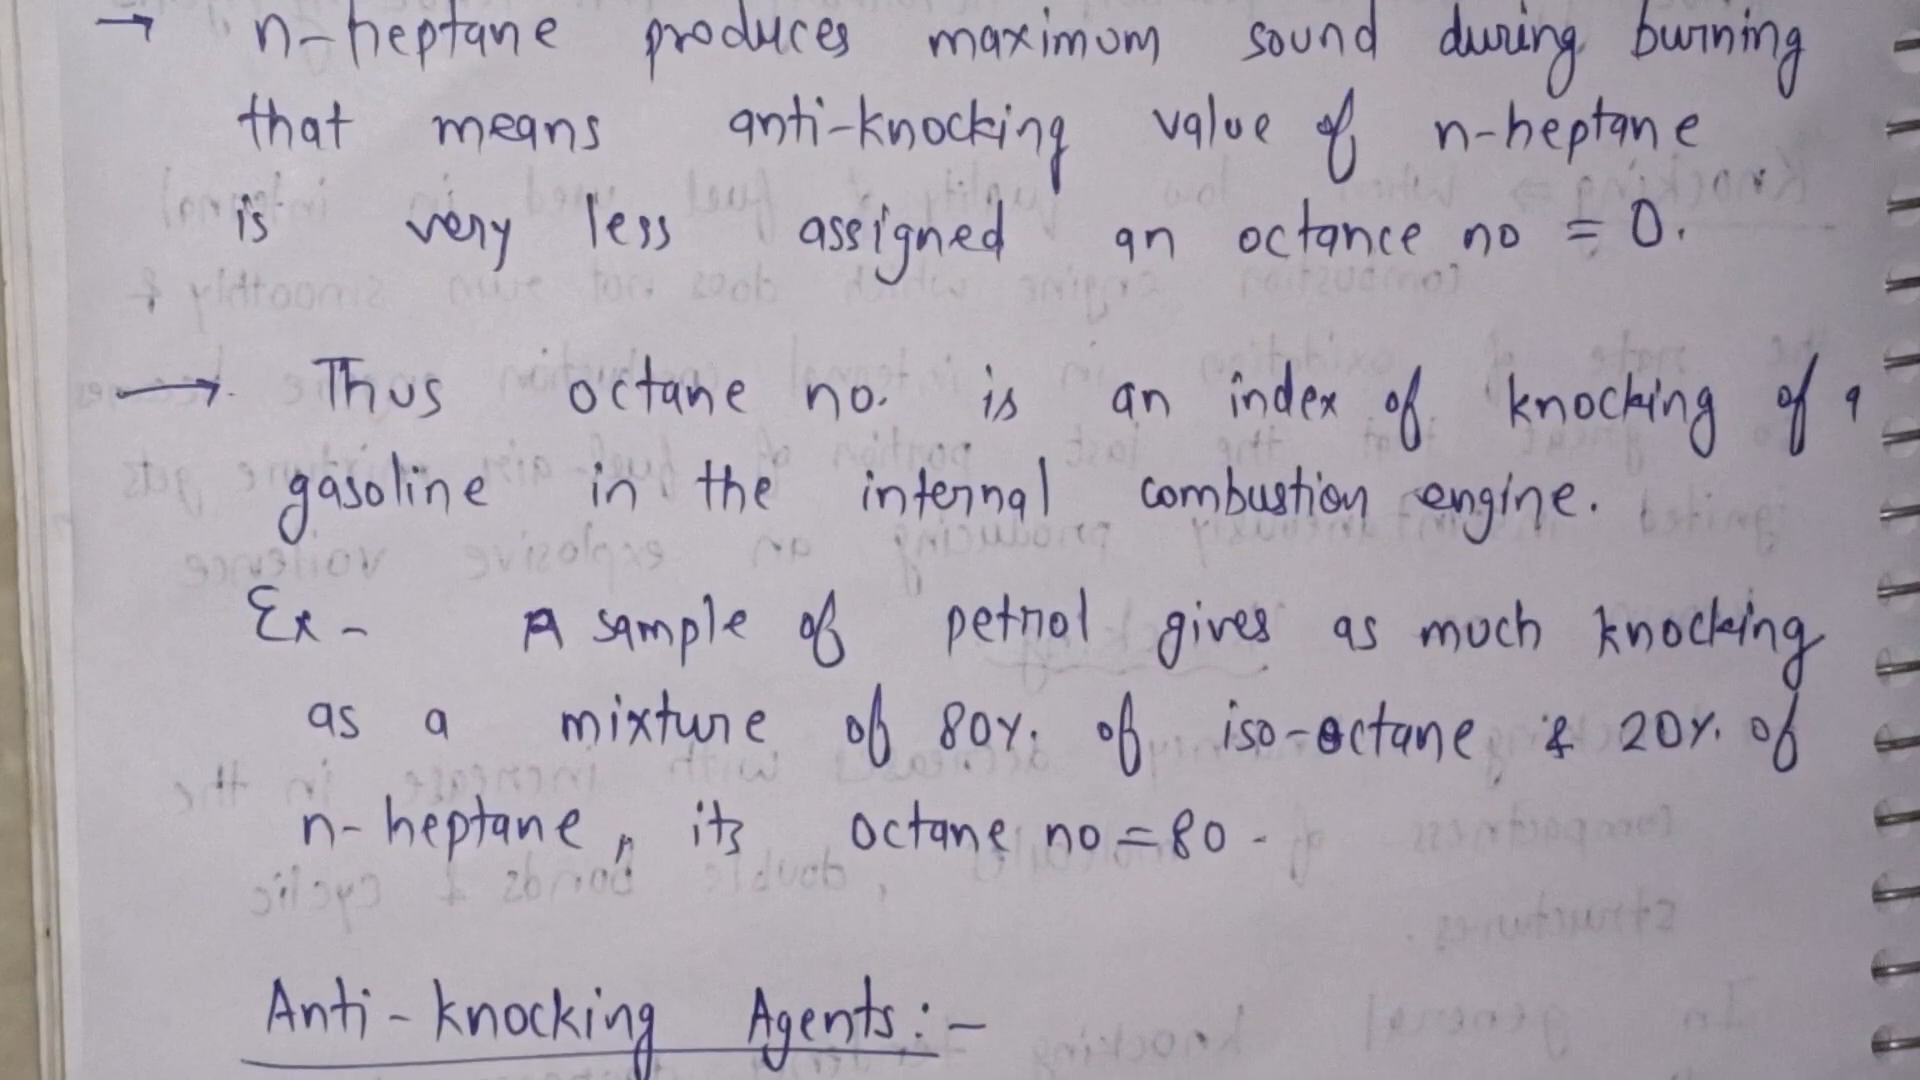 → n-heptane produces maximum sound during burning
that means anti-knocking value of n-heptane
is very less assigned an octance no = 0.
→ Thus octane no. is an index of knocking of a
gasoline in the internal combustion engine.
Ex - A sample of petrol gives as much knocking
as a mixture of 80%. of iso-octane & 20%. of
n-heptane, its octane no = 80 -
Anti-knocking Agents:-